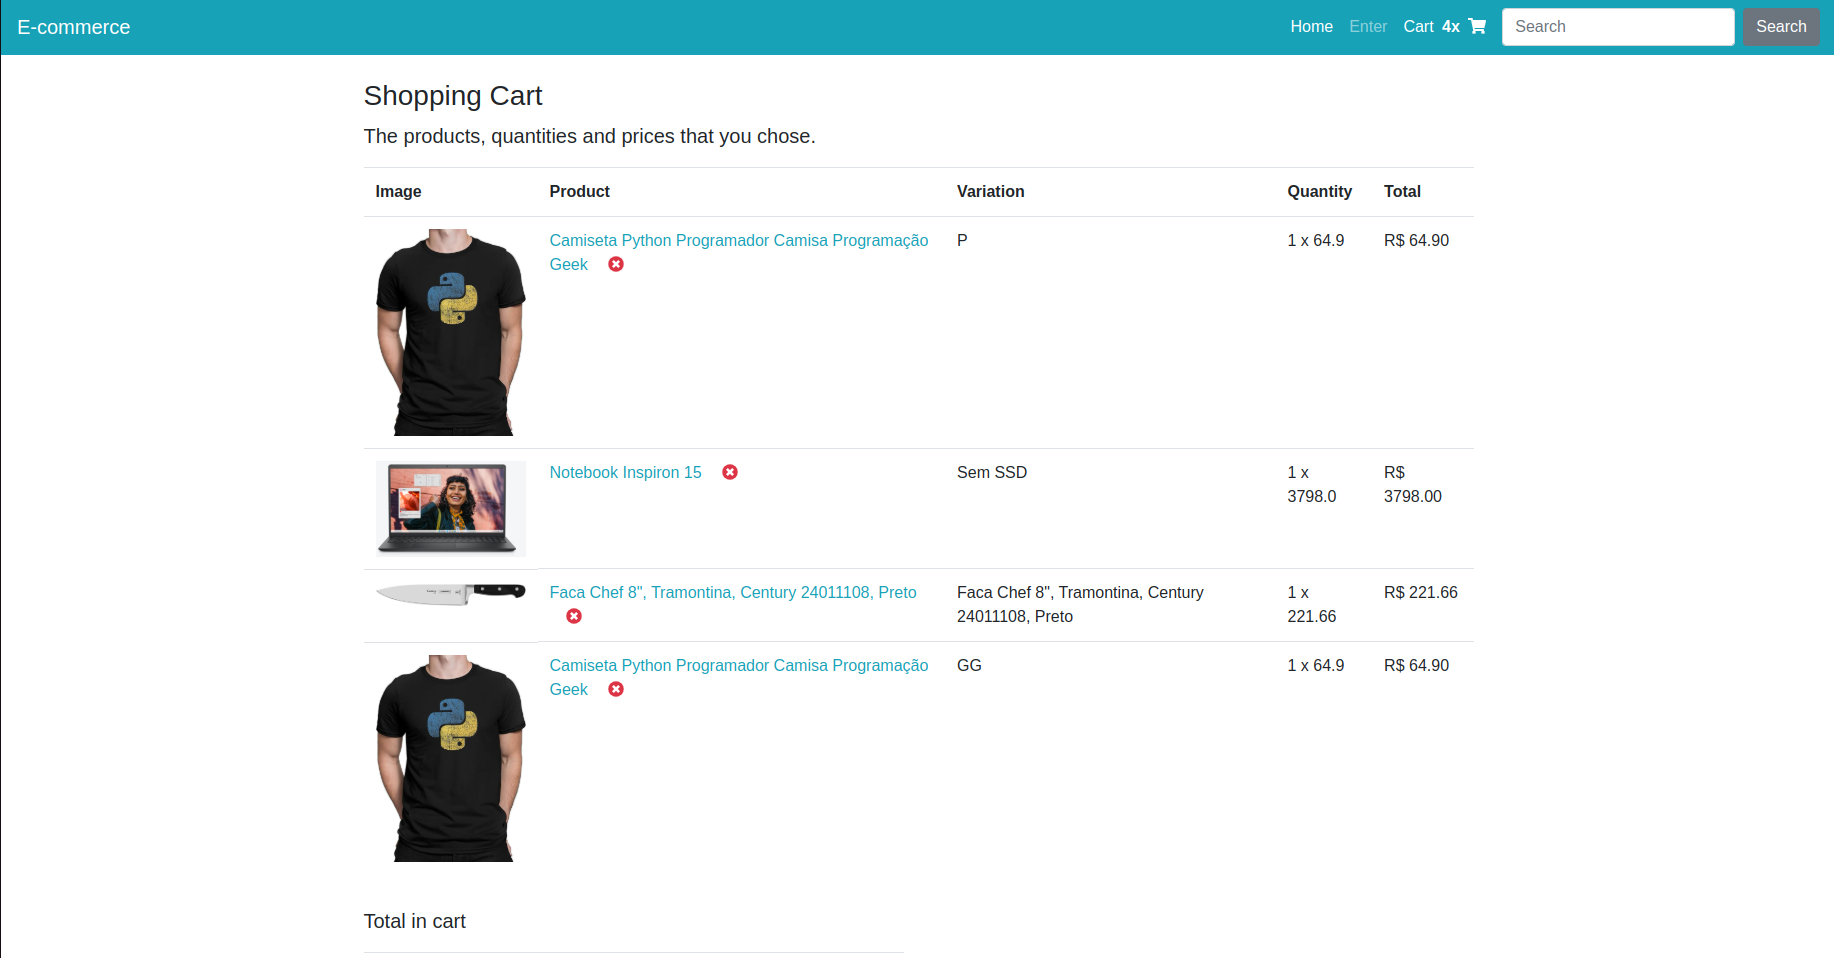 E-commerce
Home Enter Cart 4x Search Search
Shopping Cart
The products, quantities and prices that you chose.
Image Product Variation Quantity Total
Camiseta Python Programador Camisa Programação P 1 x 64.9 R$ 64.90
Geek
Notebook Inspiron 15 Sem SSD 1 x R$
3798.0 3798.00
Faca Chef 8", Tramontina, Century 24011108, Preto Faca Chef 8", Tramontina, Century 1 x R$ 221.66
24011108, Preto 221.66
Camiseta Python Programador Camisa Programação GG 1 x 64.9 R$ 64.90
Geek
Total in cart